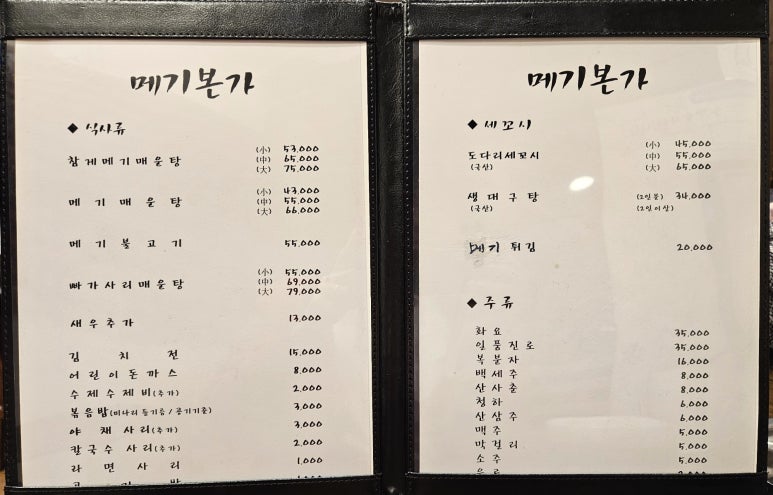 메기본가
◆ 식사류
참게메기매운탕 (小) 53,000
(中) 65,000
(大) 75,000
메기매운탕 (小) 43,000
(中) 55,000
(大) 66,000
메기불고기 55,000
빠가사리매운탕 (小) 55,000
(中) 69,000
(大) 79,000
새우추가 13,000
김치전 15,000
어린이돈까스 8,000
수제수제비(추가) 2,000
볶음밥(미나리 들기름 / 공기기준) 3,000
야채사리(추가) 3,000
칼국수사리(추가) 2,000
라면사리 1,000
메기본가
◆ 세꼬시
도다리세꼬시 (小) 45,000
(국산) (中) 55,000
(大) 65,000
생대구탕 (2인분) 34,000
(국산) (2인이상)
메기튀김 20,000
◆ 주류
화요 35,000
일품진로 35,000
복분자 16,000
백세주 8,000
산사춘 8,000
청하 6,000
산삼주 6,000
맥주 5,000
막걸리 5,000
소주 5,000